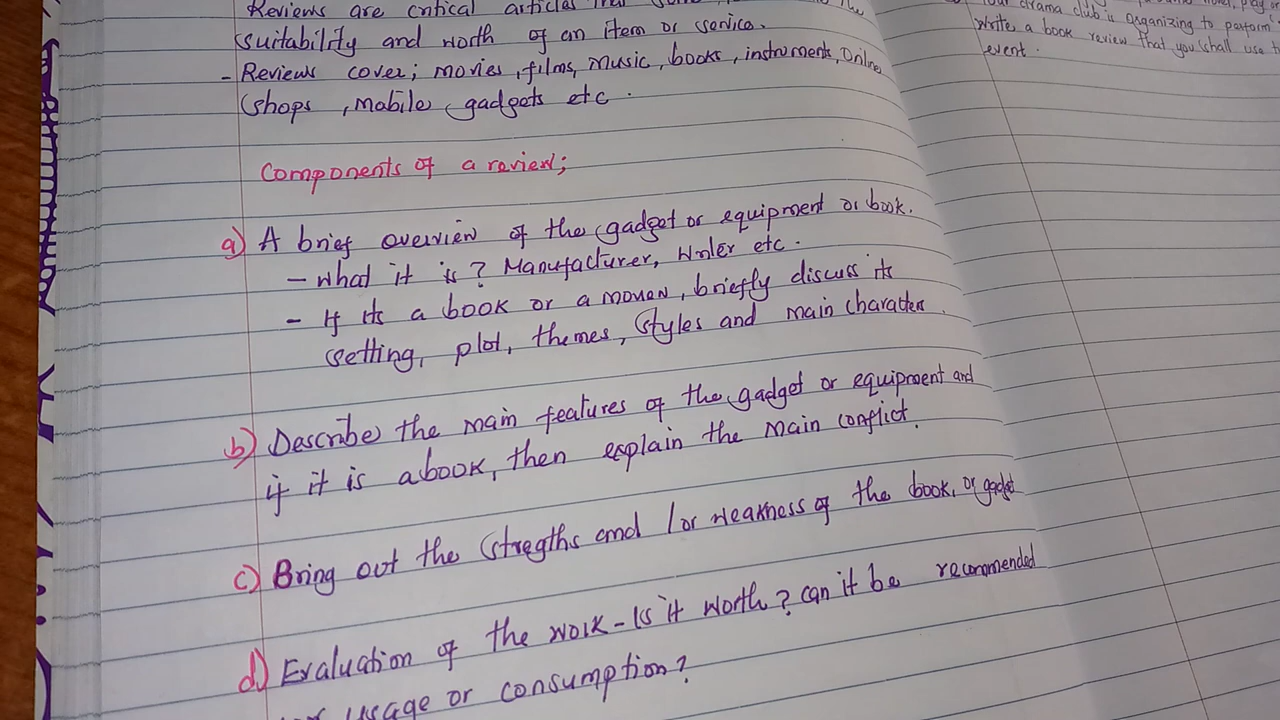 Reviews are critical articles that
suitability and worth of an item or service.
- Reviews cover; movies, films, music, books, instruments, Online
shops, mobile gadgets etc.
Components of a review;
a) A brief overview of the gadget or equipment or book.
- What it is? Manufacturer, Writer etc.
- If its a book or a moven, briefly discuss its
setting, plot, themes, styles and main characters.
b) Describe the main features of the gadget or equipment and
if it is a book, then explain the main conflict.
c) Bring out the stregths and /or weakness of the book, or gadget
d) Evaluation of the work - Is it worth? can it be recommended
usage or consumption?
drama club is organizing to perform
Write a book review that you shall use
event.